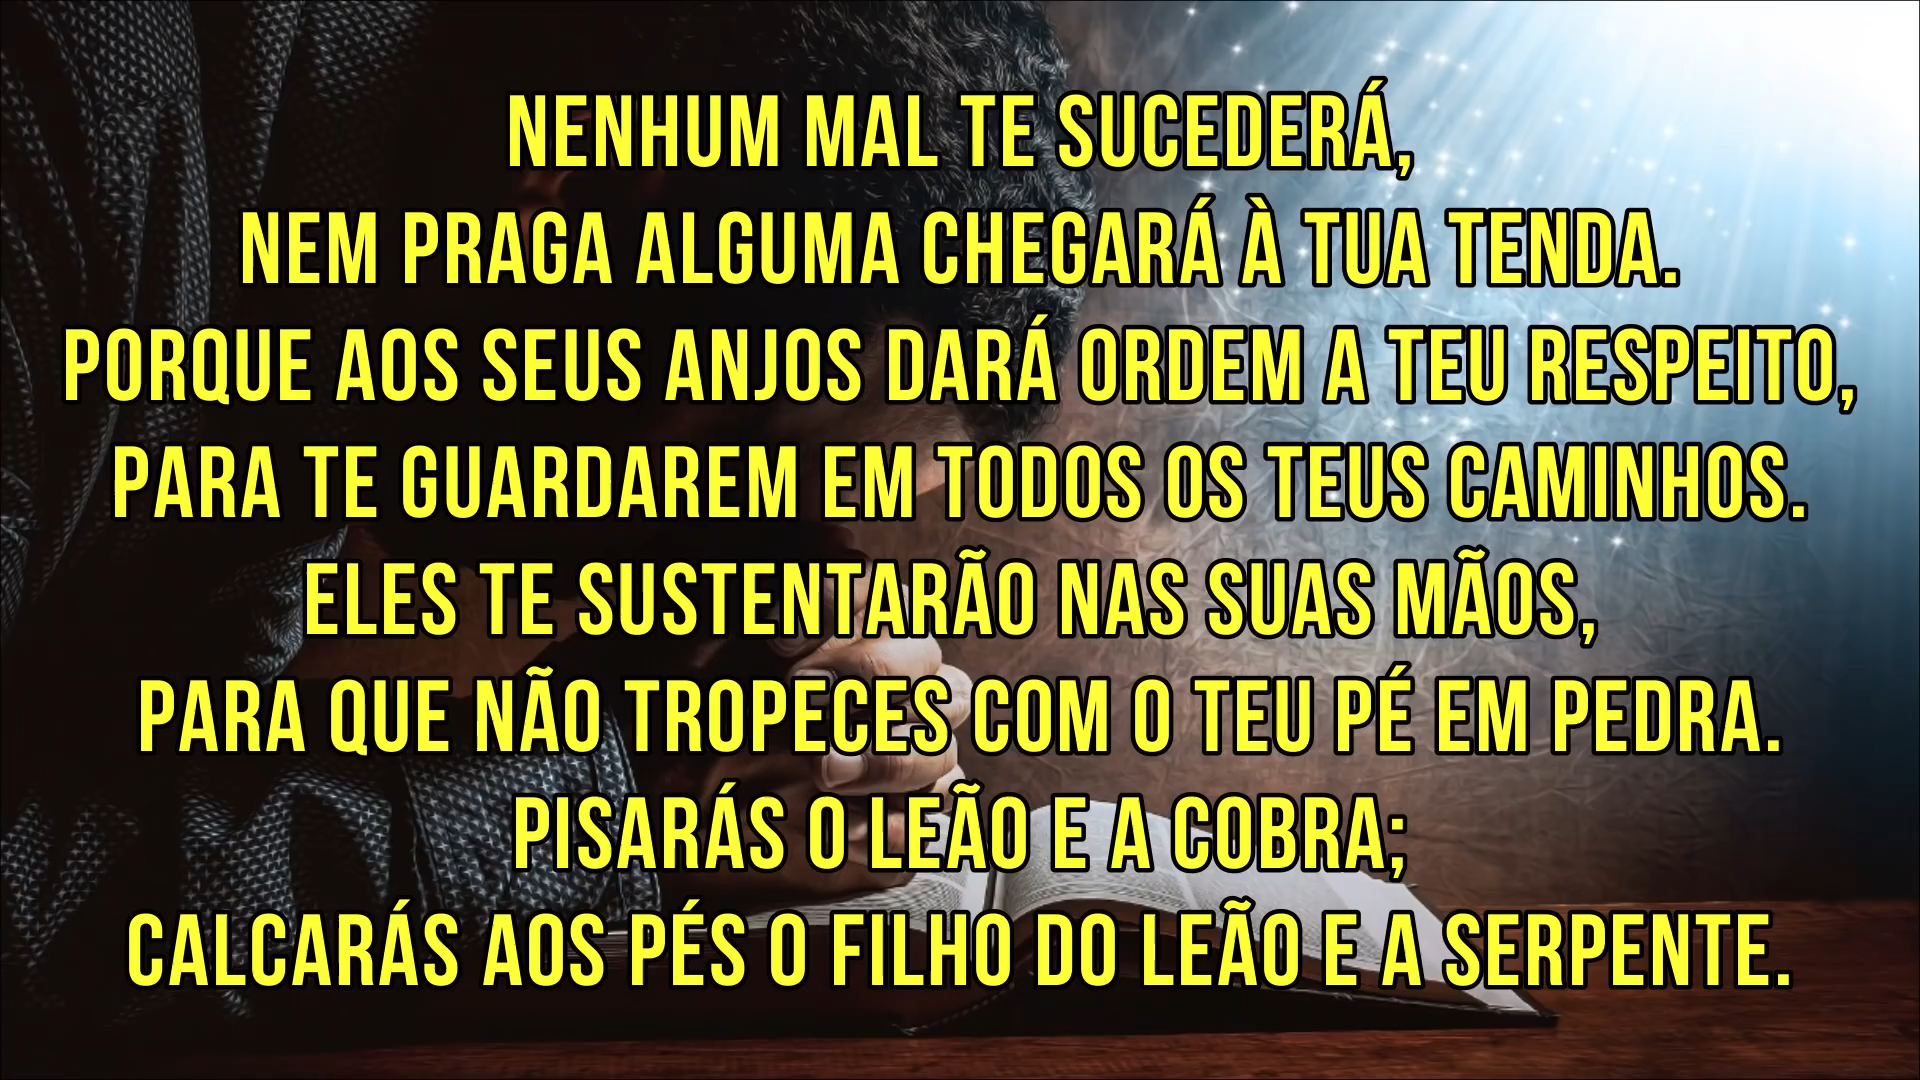 NENHUM MAL TE SUCEDERÁ,
NEM PRAGA ALGUMA CHEGARÁ À TUA TENDA.
PORQUE AOS SEUS ANJOS DARÁ ORDEM A TEU RESPEITO,
PARA TE GUARDAREM EM TODOS OS TEUS CAMINHOS.
ELES TE SUSTENTARÃO NAS SUAS MÃOS,
PARA QUE NÃO TROPECES COM O TEU PÉ EM PEDRA.
PISARÁS O LEÃO E A COBRA;
CALCARÁS AOS PÉS O FILHO DO LEÃO E A SERPENTE.